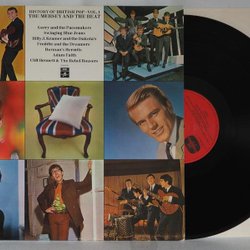 HISTORY OF BRITISH POP - VOL. 3
THE MERSEY AND THE BEAT
Gerry and the Pacemakers
Swinging Blue Jeans
Billy J. Kramer and the Dakotas
Freddie and the Dreamers
Herman's Hermits
Adam Faith
Cliff Bennett & The Rebel Rousers